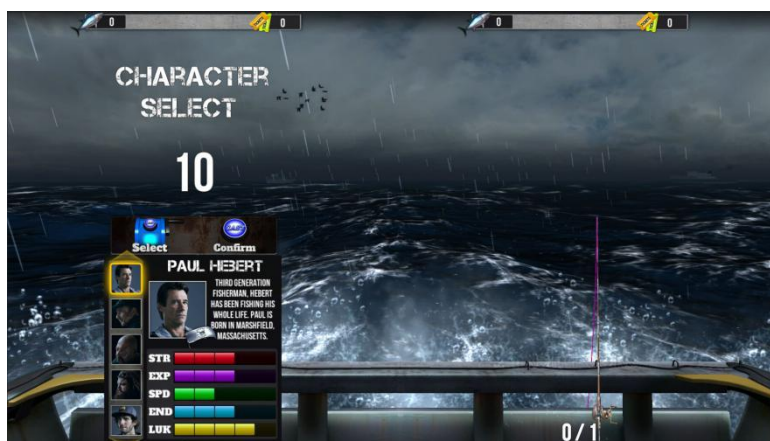 0 0 0 0
CHARACTER
SELECT
10
Select Confirm
PAUL HEBERT
THIRD GENERATION
FISHERMAN, HEBERT
HAS BEEN FISHING HIS
WHOLE LIFE. PAUL IS
BORN IN MARSHFIELD,
MASSACHUSETTS.
STR
EXP
SPD
END
LUK
0/1